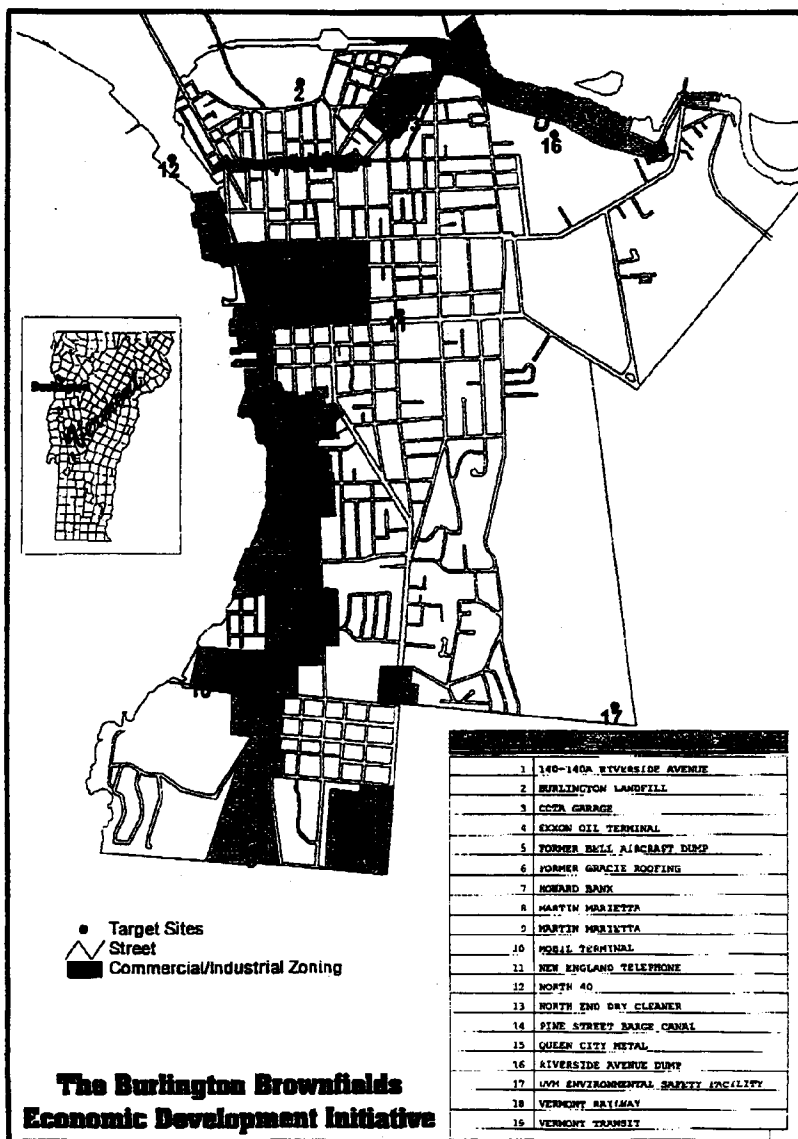 2
3
16
12
11
10
17
1 140-140A RIVERSIDE AVENUE
2 BURLINGTON LANDFILL
3 CCTA GARAGE
4 EXXON OIL TERMINAL
5 FORMER BELL AIRCRAFT DUMP
6 FORMER GRACIE ROOFING
7 HOWARD BANK
8 MARTIN MARIETTA
9 MARTIN MARIETTA
10 MOBIL TERMINAL
11 NEW ENGLAND TELEPHONE
12 NORTH 40
13 NORTH END DRY CLEANER
14 PINE STREET BARGE CANAL
15 QUEEN CITY METAL
16 RIVERSIDE AVENUE DUMP
17 UVM ENVIRONMENTAL SAFETY FACILITY
18 VERMONT RAILWAY
19 VERMONT TRANSIT
Target Sites
Street
Commercial/Industrial Zoning
The Burlington Brownfields
Economic Development Initiative